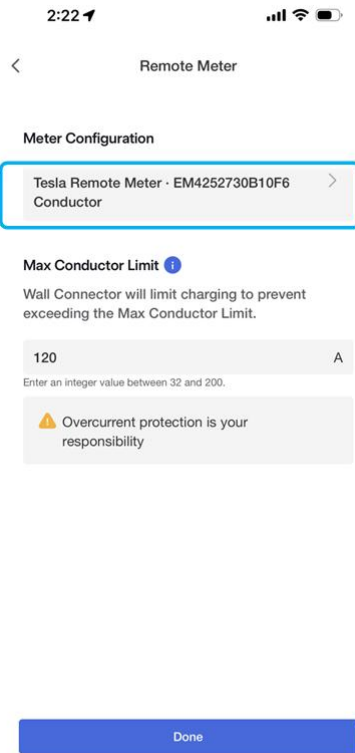 2:22
Remote Meter
Meter Configuration
Tesla Remote Meter · EM4252730B10F6
Conductor
Max Conductor Limit
Wall Connector will limit charging to prevent
exceeding the Max Conductor Limit.
120 A
Enter an integer value between 32 and 200.
Overcurrent protection is your
responsibility
Done